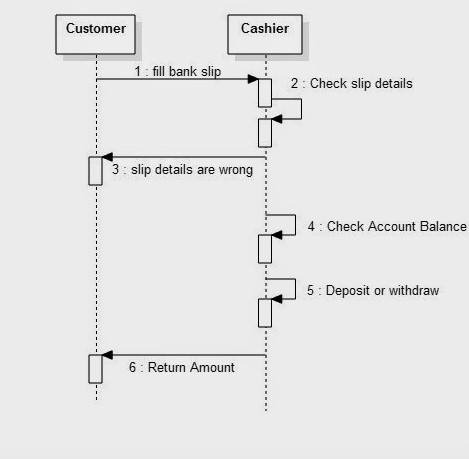 Customer
Cashier
1 : fill bank slip
2 : Check slip details
3 : slip details are wrong
4 : Check Account Balance
5 : Deposit or withdraw
6 : Return Amount